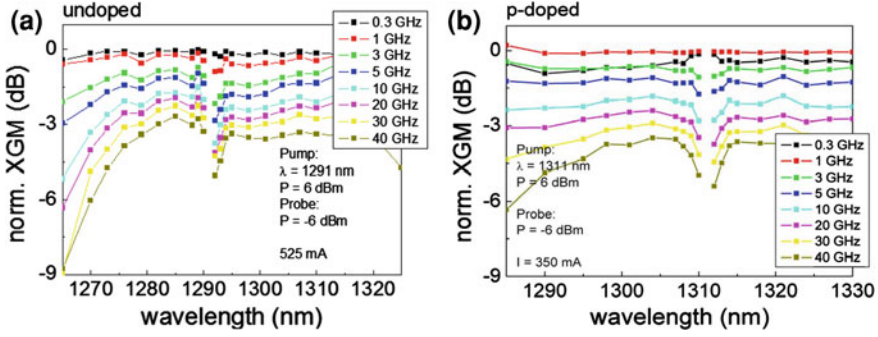 (a)
undoped
norm. XGM (dB)
0.0
-3
-6
-9
1270 1280 1290 1300 1310 1320
wavelength (nm)
0.3 GHz
1 GHz
3 GHz
5 GHz
10 GHz
20 GHz
30 GHz
40 GHz
Pump:
λ = 1291 nm
P = 6 dBm
Probe:
P = -6 dBm
525 mA
(b)
p-doped
norm. XGM (dB)
0
-3
-6
-9
1290 1300 1310 1320 1330
wavelength (nm)
Pump:
λ = 1311 nm
P = 6 dBm
Probe:
P = -6 dBm
I = 350 mA
0.3 GHz
1 GHz
3 GHz
5 GHz
10 GHz
20 GHz
30 GHz
40 GHz